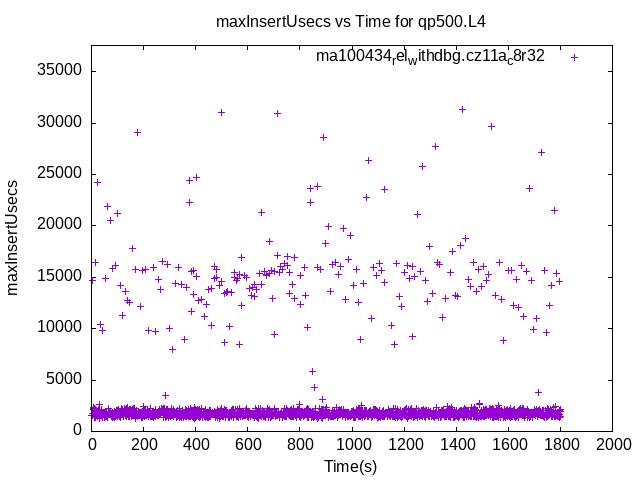 maxInsertUsecs vs Time for qp500.L4
ma100434relwithdbg.cz11ac8r32
35000
30000
25000
20000
15000
10000
5000
0
maxInsertUsecs
0 200 400 600 800 1000 1200 1400 1600 1800 2000
Time(s)